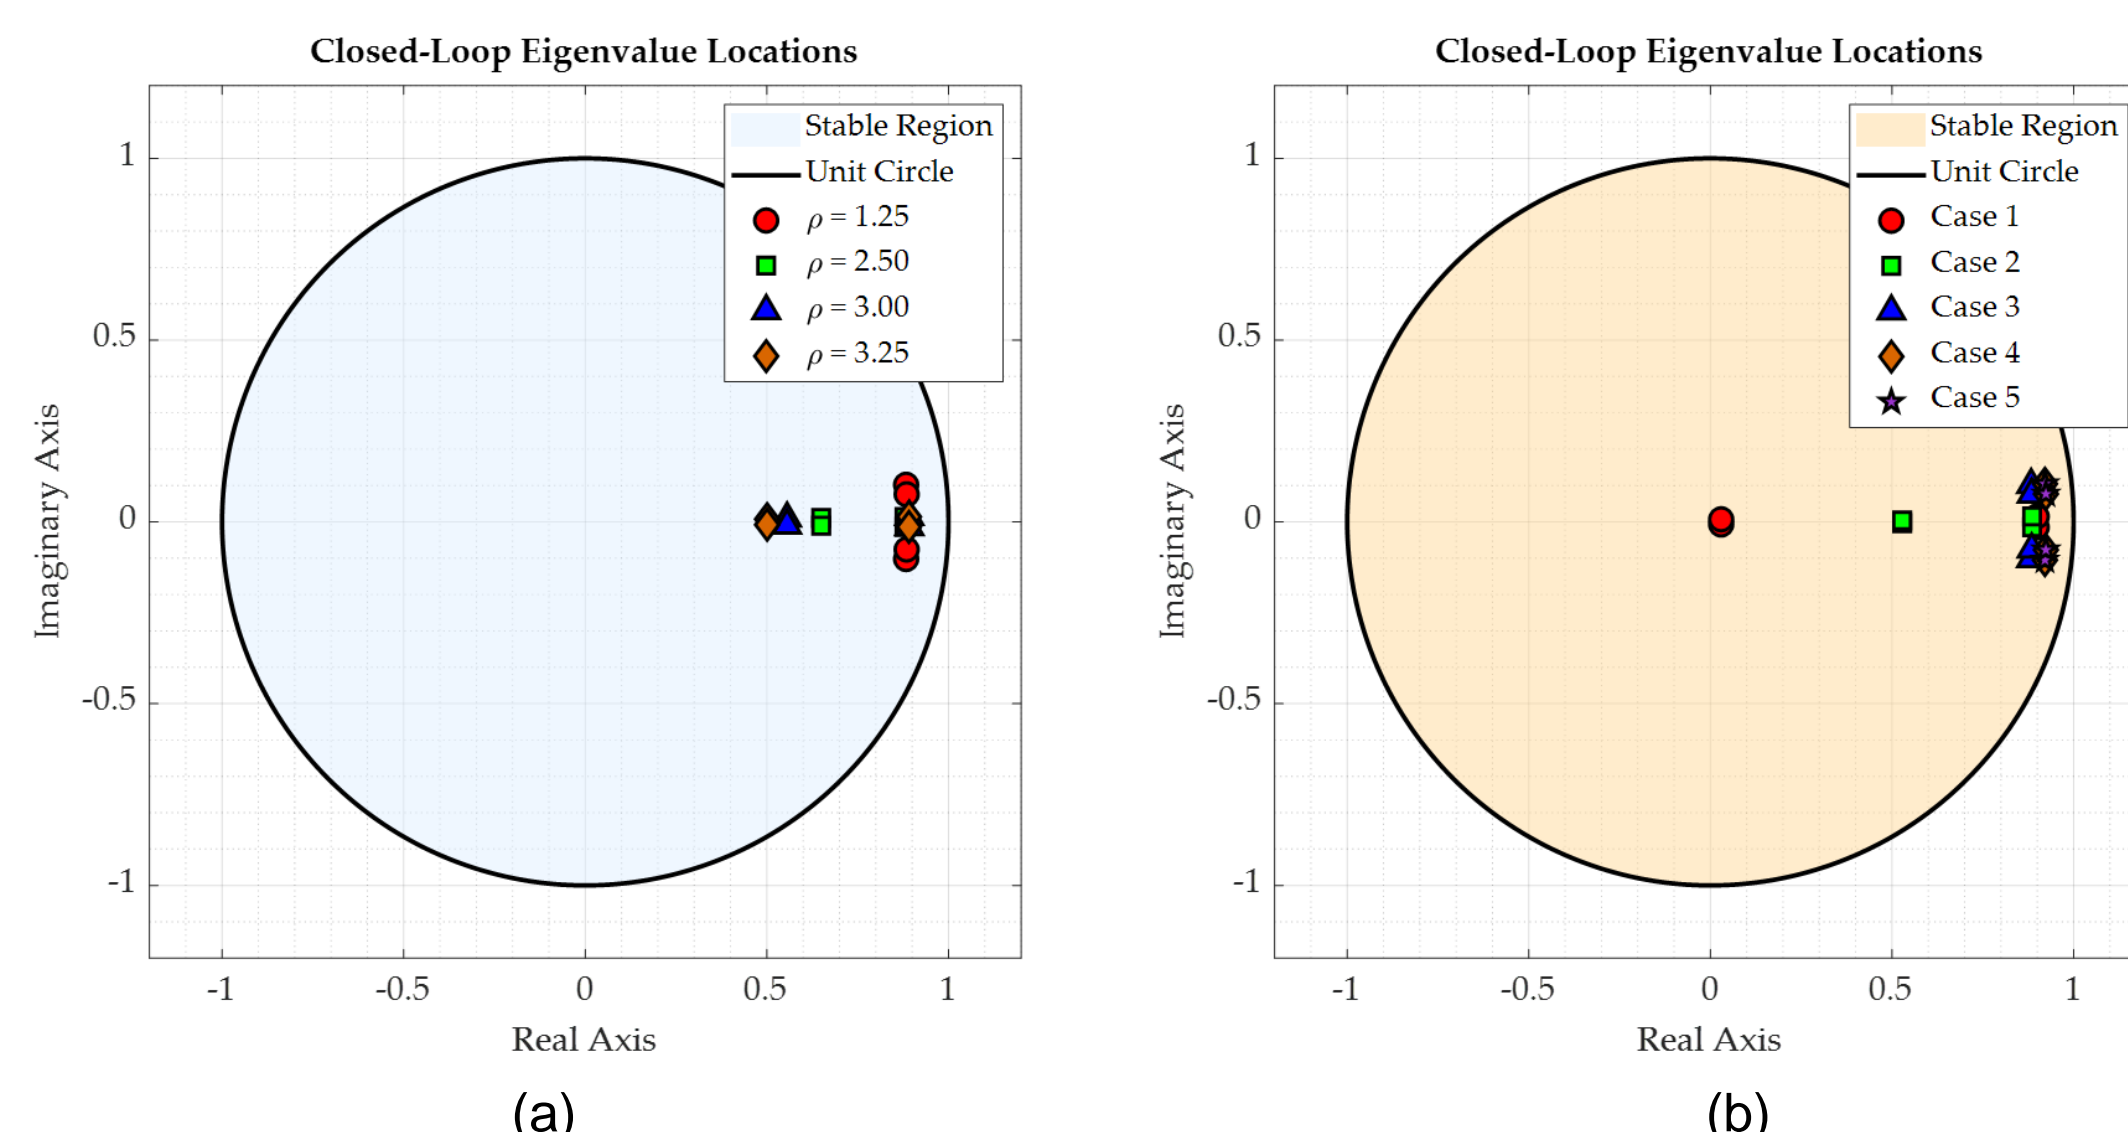 Closed-Loop Eigenvalue Locations
Stable Region
Unit Circle
ρ = 1.25
ρ = 2.50
ρ = 3.00
ρ = 3.25
1
0.5
0
-0.5
-1
Imaginary Axis
-1
-0.5
0
0.5
1
Real Axis
(a)
Closed-Loop Eigenvalue Locations
Stable Region
Unit Circle
Case 1
Case 2
Case 3
Case 4
Case 5
1
0.5
0
-0.5
-1
Imaginary Axis
-1
-0.5
0
0.5
1
Real Axis
(b)